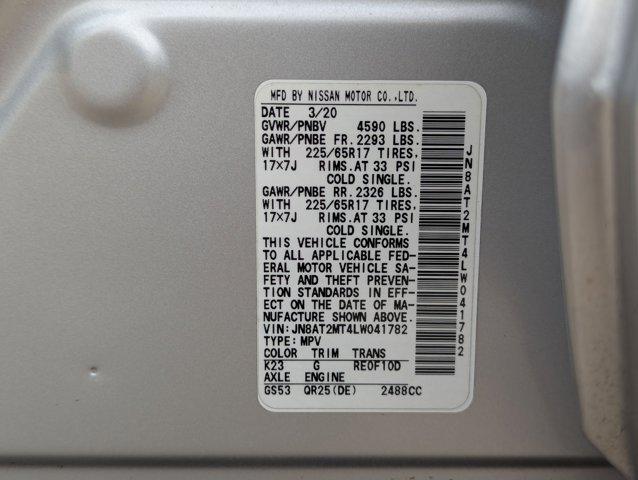 MFD BY NISSAN MOTOR CO.,LTD.
DATE 3/20
GVWR/PNBV 4590 LBS.
GAWR/PNBE FR.2293 LBS.
WITH 225/65R17 TIRES,
17×7J RIMS.AT 33 PSI
COLD SINGLE.
GAWR/PNBE RR.2326 LBS.
WITH 225/65R17 TIRES,
17×7J RIMS.AT 33 PSI
COLD SINGLE.
THIS VEHICLE CONFORMS
TO ALL APPLICABLE FED-
ERAL MOTOR VEHICLE SA-
FETY AND THEFT PREVEN-
TION STANDARDS IN EFF-
ECT ON THE DATE OF MA-
NUFACTURE SHOWN ABOVE.
VIN:JN8AT2MT4LW041782
TYPE:MPV
COLOR TRIM TRANS
K23 G RE0F10D
AXLE ENGINE
GS53 QR25(DE) 2488CC
JN8AT2MT4LW041782